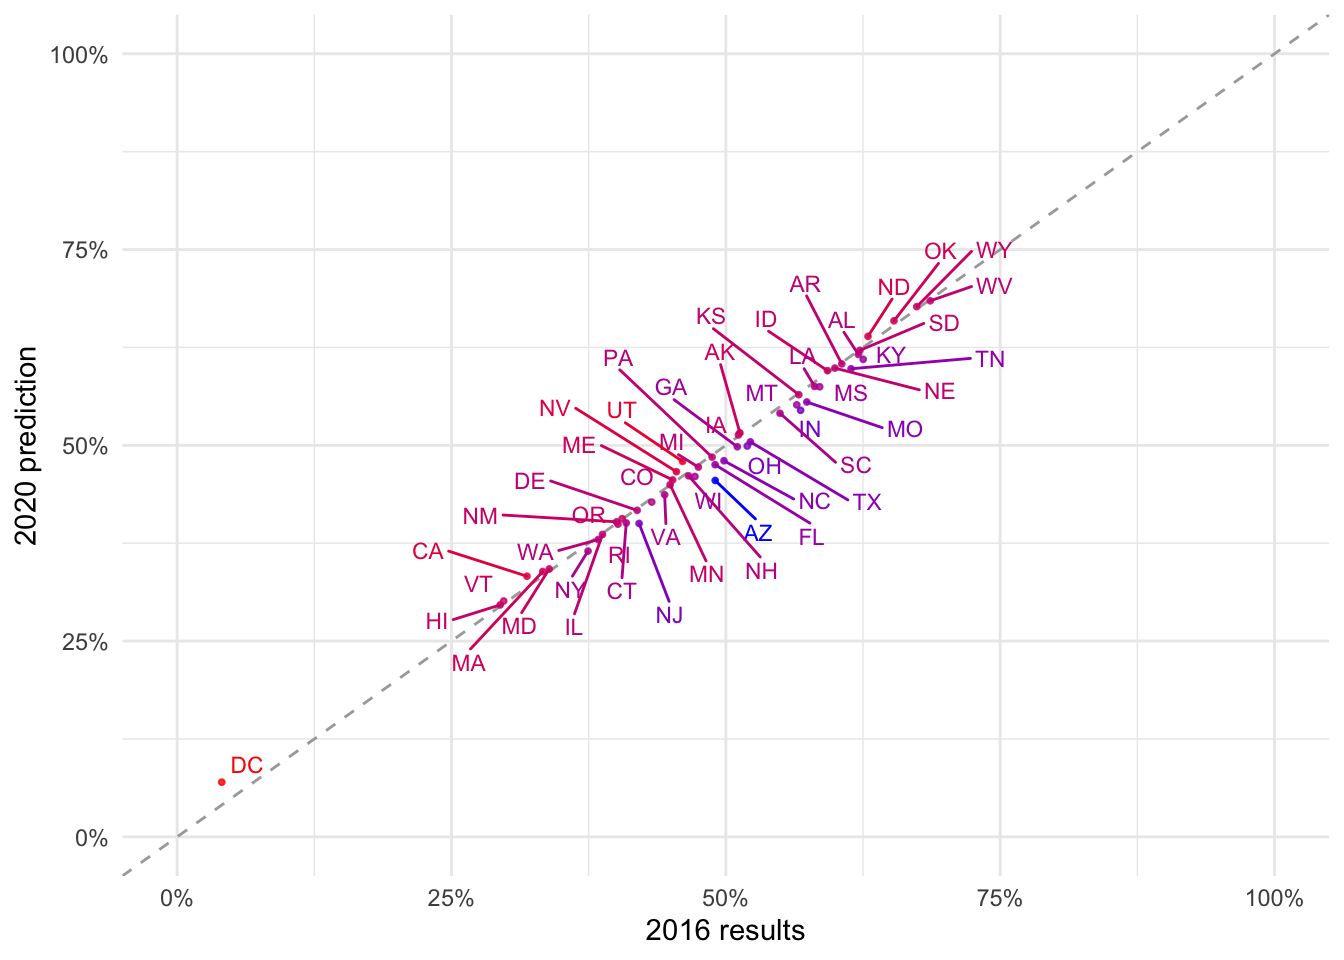 100%
75%
50%
25%
0%
2020 prediction
OK
WY
ND
WV
AR
KS
ID
AL
SD
PA
AK
LA
KY
TN
GA
MT
MS
NE
NV
UT
IA
IN
MO
ME
MI
OH
SC
DE
CO
WI
NC
TX
NM
OR
VA
AZ
FL
CA
WA
RI
MN
NH
VT
NY
CT
HI
MD
IL
NJ
MA
DC
0%
25%
50%
75%
100%
2016 results